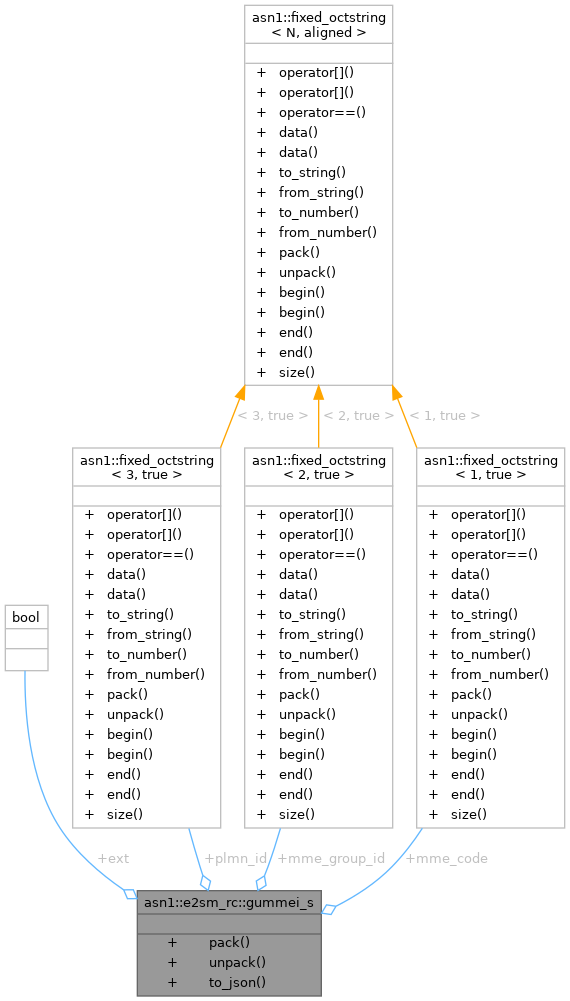 asn1::fixed_octstring
< N, aligned >
+ operator[]()
+ operator[]()
+ operator==()
+ data()
+ data()
+ to_string()
+ from_string()
+ to_number()
+ from_number()
+ pack()
+ unpack()
+ begin()
+ begin()
+ end()
+ end()
+ size()
< 3, true >
< 2, true >
< 1, true >
asn1::fixed_octstring
< 3, true >
+ operator[]()
+ operator[]()
+ operator==()
+ data()
+ data()
+ to_string()
+ from_string()
+ to_number()
+ from_number()
+ pack()
+ unpack()
+ begin()
+ begin()
+ end()
+ end()
+ size()
asn1::fixed_octstring
< 2, true >
+ operator[]()
+ operator[]()
+ operator==()
+ data()
+ data()
+ to_string()
+ from_string()
+ to_number()
+ from_number()
+ pack()
+ unpack()
+ begin()
+ begin()
+ end()
+ end()
+ size()
asn1::fixed_octstring
< 1, true >
+ operator[]()
+ operator[]()
+ operator==()
+ data()
+ data()
+ to_string()
+ from_string()
+ to_number()
+ from_number()
+ pack()
+ unpack()
+ begin()
+ begin()
+ end()
+ end()
+ size()
bool
+ext
+plmn_id
+mme_group_id
+mme_code
asn1::e2sm_rc::gummei_s
+ pack()
+ unpack()
+ to_json()